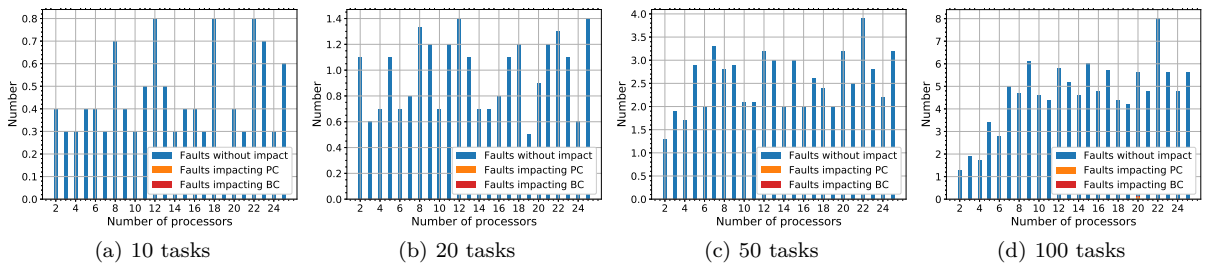 0.8
0.7
0.6
0.5
0.4
0.3
0.2
0.1
0.0
Number
2 4 6 8 10 12 14 16 18 20 22 24
Number of processors
Faults without impact
Faults impacting PC
Faults impacting BC
(a) 10 tasks
1.4
1.2
1.0
0.8
0.6
0.4
0.2
0.0
Number
2 4 6 8 10 12 14 16 18 20 22 24
Number of processors
Faults without impact
Faults impacting PC
Faults impacting BC
(b) 20 tasks
4.0
3.5
3.0
2.5
2.0
1.5
1.0
0.5
0.0
Number
2 4 6 8 10 12 14 16 18 20 22 24
Number of processors
Faults without impact
Faults impacting PC
Faults impacting BC
(c) 50 tasks
8
7
6
5
4
3
2
1
0
Number
2 4 6 8 10 12 14 16 18 20 22 24
Number of processors
Faults without impact
Faults impacting PC
Faults impacting BC
(d) 100 tasks